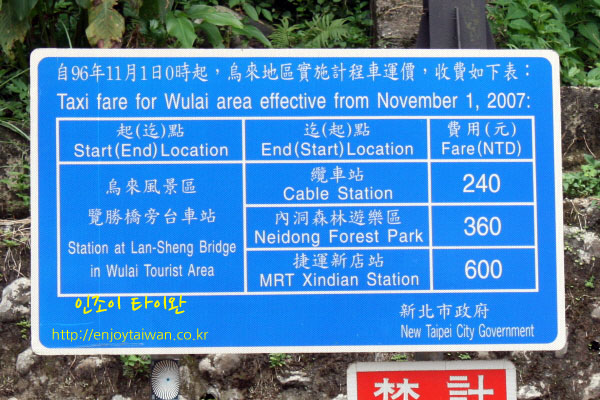 自96年11月1日0時起，烏來地區實施計程車運價，收費如下表：
Taxi fare for Wulai area effective from November 1, 2007:
起(迄)點
Start(End) Location
迄(起)點
End(Start) Location
費用(元)
Fare(NTD)
烏來風景區
覽勝橋旁台車站
Station at Lan-Sheng Bridge
in Wulai Tourist Area
纜車站
Cable Station
240
內洞森林遊樂區
Neidong Forest Park
360
捷運新店站
MRT Xindian Station
600
인조이 타이완
http://enjoytaiwan.co.kr
新北市政府
New Taipei City Government
禁 計